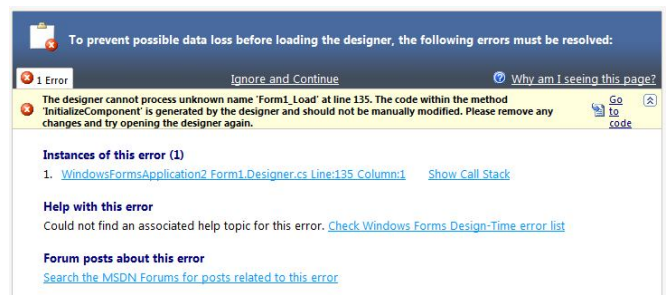 To prevent possible data loss before loading the designer, the following errors must be resolved:
1 Error Ignore and Continue Why am I seeing this page?
The designer cannot process unknown name 'Form1_Load' at line 135. The code within the method
'InitializeComponent' is generated by the designer and should not be manually modified. Please remove any
changes and try opening the designer again.
Go
to
code
Instances of this error (1)
1. WindowsFormsApplication2 Form1.Designer.cs Line:135 Column:1 Show Call Stack
Help with this error
Could not find an associated help topic for this error. Check Windows Forms Design-Time error list
Forum posts about this error
Search the MSDN Forums for posts related to this error